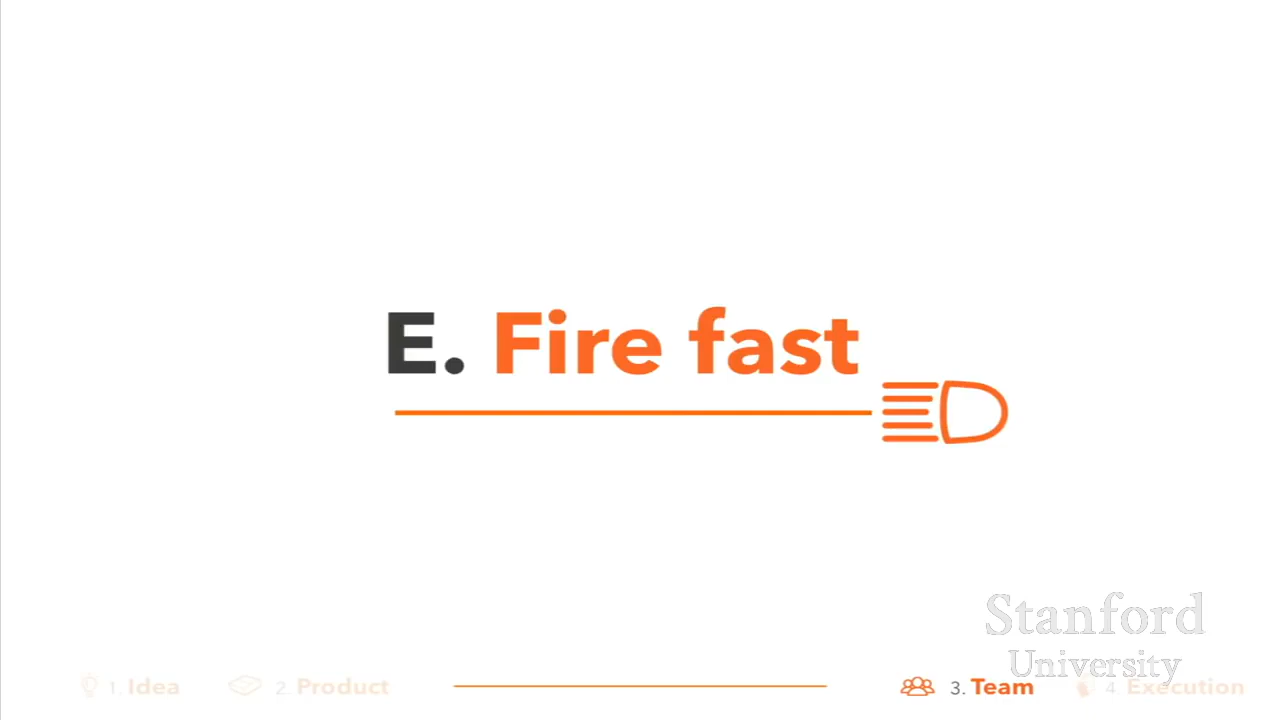 E. Fire fast
Stanford
University
1. Idea
2. Product
3. Team
4 Execution